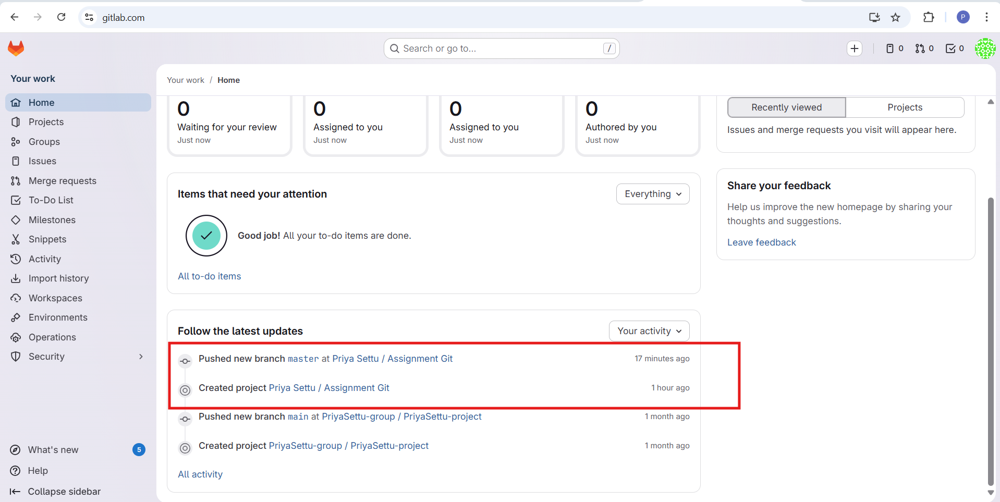 gitlab.com
P
Search or go to...
/
0
0
0
Your work
Home
Projects
Groups
Issues
Merge requests
To-Do List
Milestones
Snippets
Activity
Import history
Workspaces
Environments
Operations
Security
What's new
5
Help
Collapse sidebar
Your work / Home
0
Waiting for your review
Just now
0
Assigned to you
Just now
0
Assigned to you
Just now
0
Authored by you
Just now
Recently viewed
Projects
Issues and merge requests you visit will appear here.
Items that need your attention
Everything
Good job! All your to-do items are done.
All to-do items
Share your feedback
Help us improve the new homepage by sharing your
thoughts and suggestions.
Leave feedback
Follow the latest updates
Your activity
Pushed new branch master at Priya Settu / Assignment Git
17 minutes ago
Created project Priya Settu / Assignment Git
1 hour ago
Pushed new branch main at PriyaSettu-group / PriyaSettu-project
1 month ago
Created project PriyaSettu-group / PriyaSettu-project
1 month ago
All activity